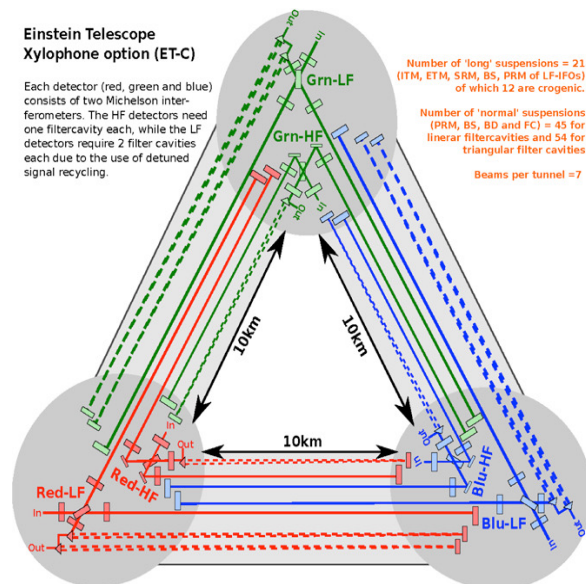 Einstein Telescope
Xylophone option (ET-C)
Each detector (red, green and blue)
consists of two Michelson inter-
ferometers. The HF detectors need
one filtercavity each, while the LF
detectors require 2 filter cavities
each due to the use of detuned
signal recycling.
Number of 'long' suspensions = 21
(ITM, ETM, SRM, BS, PRM of LF-IFOs)
of which 12 are crogenic.
Number of 'normal' suspensions
(PRM, BS, BD and FC) = 45 for
linerar filtercavities and 54 for
triangular filter cavities
Beams per tunnel =7
Out
In
Grn-LF
Grn-HF
Out
In
10km
10km
10km
In
Out
Red-HF
Red-LF
In
Out
Out
In
Blu-HF
Blu-LF
In
Out